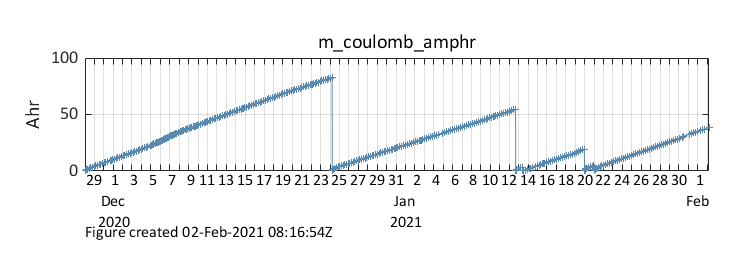 m_coulomb_amphr
100
50
0
Ahr
29 1 3 5 7 9 11 13 15 17 19 21 23 25 27 29 31 2 4 6 8 10 12 14 16 18 20 22 24 26 28 30 1
Dec Jan Feb
2020 2021
Figure created 02-Feb-2021 08:16:54Z